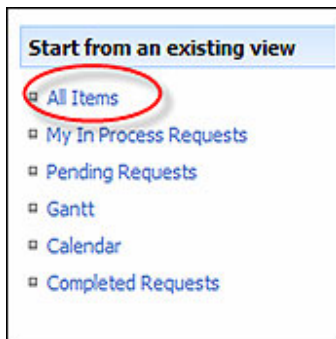 Start from an existing view
All Items
My In Process Requests
Pending Requests
Gantt
Calendar
Completed Requests